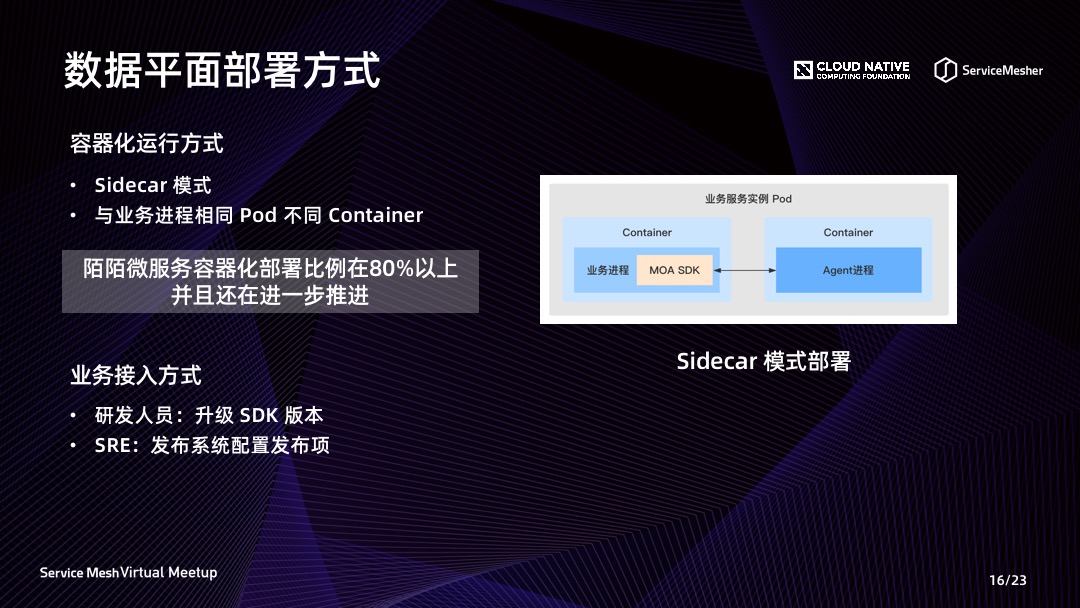 数据平面部署方式
CLOUD NATIVE
COMPUTING FOUNDATION
ServiceMesher
容器化运行方式
• Sidecar 模式
• 与业务进程相同 Pod 不同 Container
陌陌微服务容器化部署比例在80%以上
并且还在进一步推进
业务接入方式
• 研发人员：升级 SDK 版本
• SRE：发布系统配置发布项
业务服务实例 Pod
Container
业务进程
MOA SDK
Container
Agent进程
Sidecar 模式部署
Service Mesh Virtual Meetup
16/23